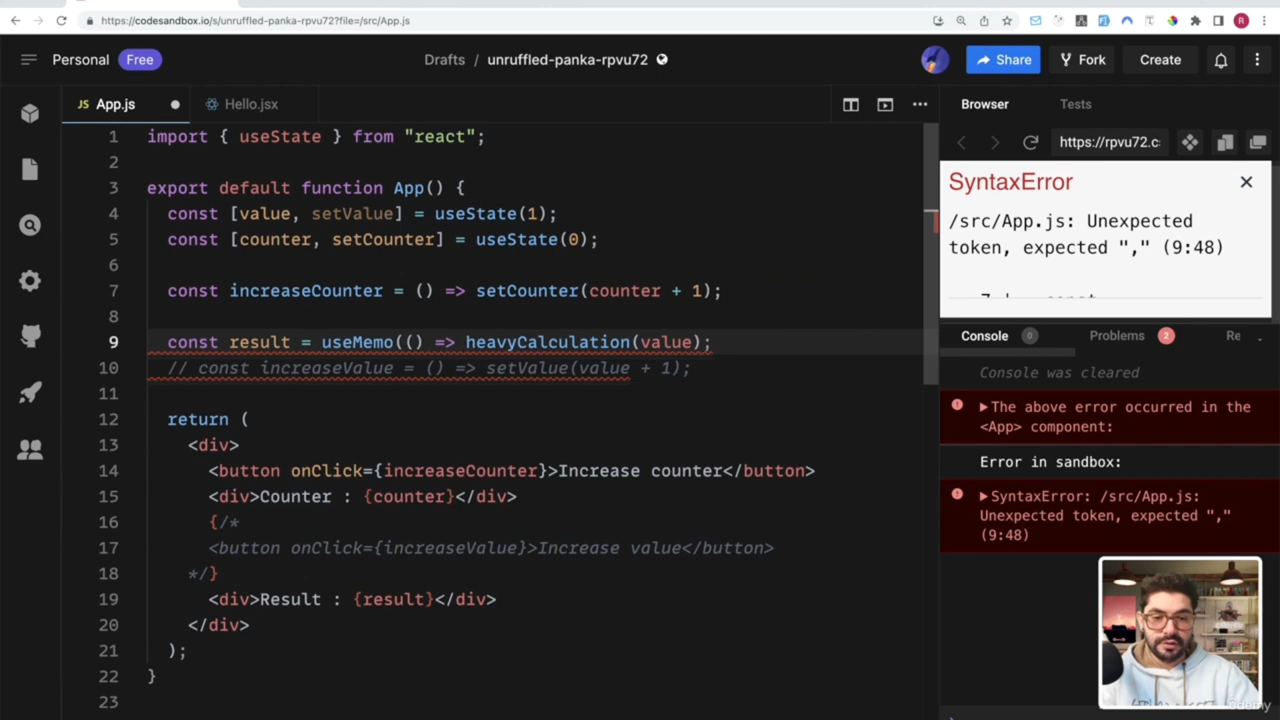 https://codesandbox.io/s/unruffled-panka-rpvu72?file=/src/App.js
R
Personal Free
Drafts / unruffled-panka-rpvu72
Share Fork Create
JS App.js Hello.jsx
Browser Tests
https://rpvu72.c
1 import { useState } from "react";
2
3 export default function App() {
4 const [value, setValue] = useState(1);
5 const [counter, setCounter] = useState(0);
6
7 const increaseCounter = () => setCounter(counter + 1);
8
9 const result = useMemo(() => heavyCalculation(value);
10 // const increaseValue = () => setValue(value + 1);
11
12 return (
13 <div>
14 <button onClick={increaseCounter}>Increase counter</button>
15 <div>Counter : {counter}</div>
16 {/*
17 <button onClick={increaseValue}>Increase value</button>
18 */}
19 <div>Result : {result}</div>
20 </div>
21 );
22 }
23
SyntaxError
/src/App.js: Unexpected
token, expected "," (9:48)
Console 0 Problems 2 Re
Console was cleared
The above error occurred in the
<App> component:
Error in sandbox:
SyntaxError: /src/App.js:
Unexpected token, expected ","
(9:48)
Udemy